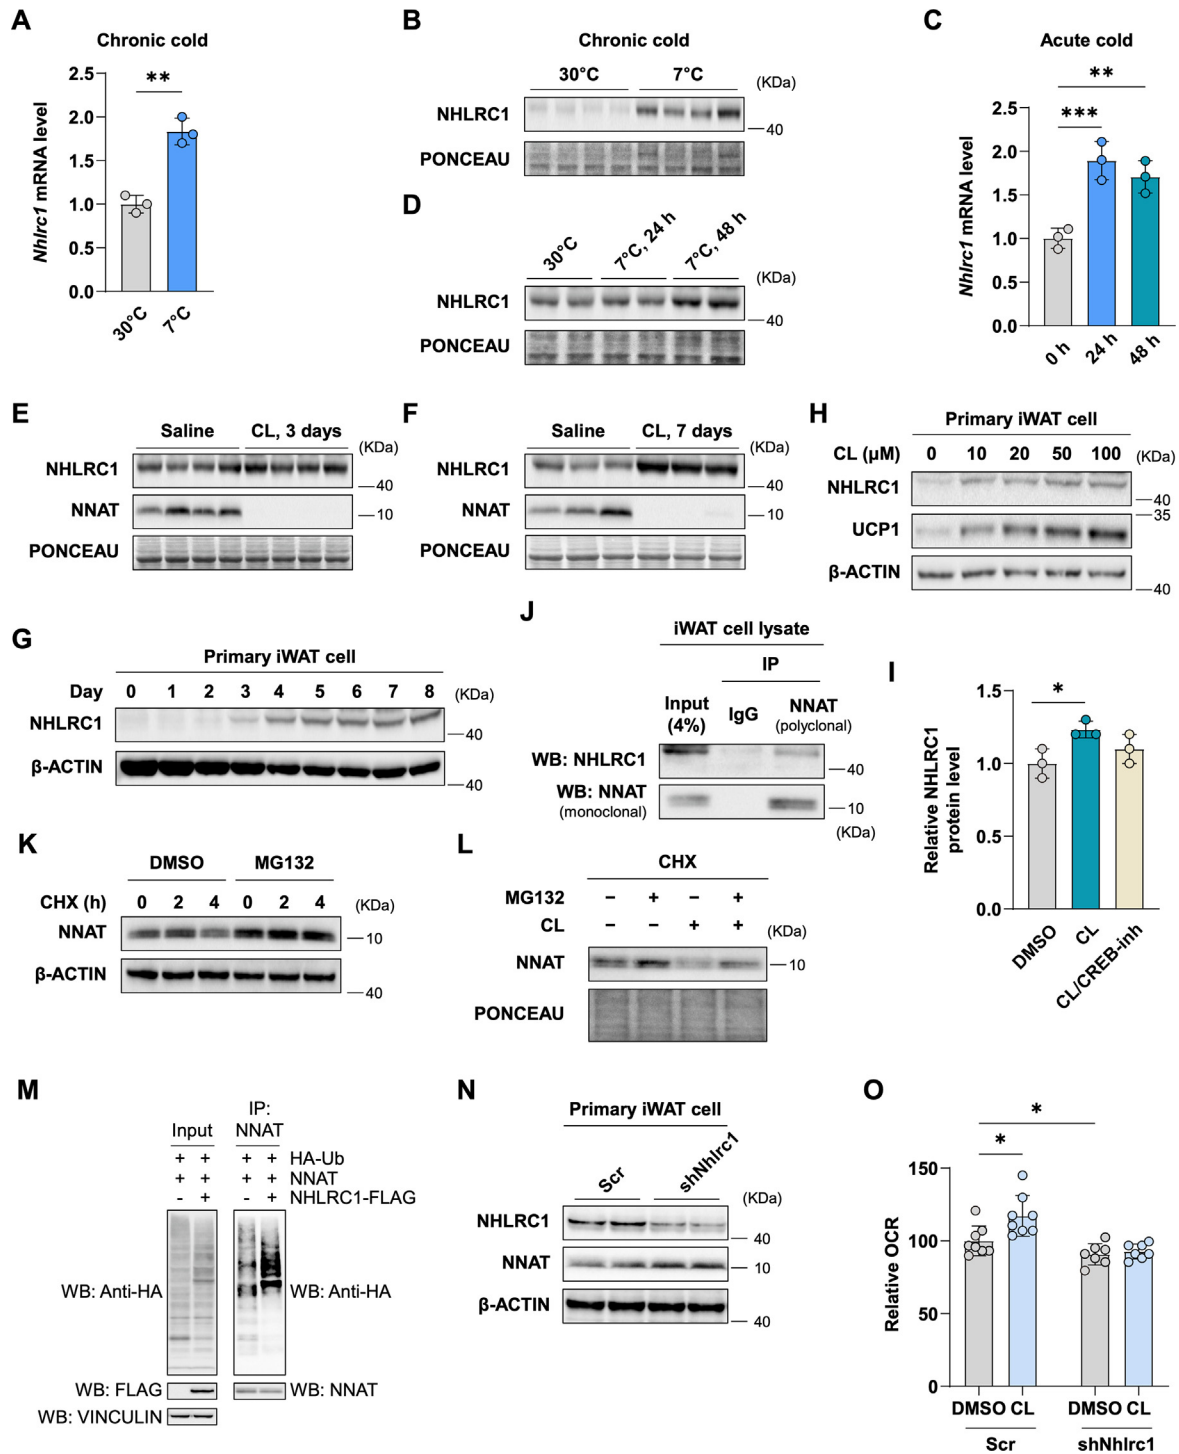 A
Chronic cold
**
Nhlrc1 mRNA level
2.5
2.0
1.5
1.0
0.5
0.0
30°C
7°C
B
Chronic cold
30°C 7°C
(KDa)
NHLRC1
40
PONCEAU
C
Acute cold
**
***
Nhlrc1 mRNA level
2.5
2.0
1.5
1.0
0.5
0.0
0 h
24 h
48 h
D
30°C 7°C, 24 h 7°C, 48 h
(KDa)
NHLRC1
40
PONCEAU
E
Saline CL, 3 days
(KDa)
NHLRC1
40
NNAT
10
PONCEAU
F
Saline CL, 7 days
(KDa)
NHLRC1
40
NNAT
10
PONCEAU
H
Primary iWAT cell
CL (μM) 0 10 20 50 100 (KDa)
NHLRC1
40
35
UCP1
β-ACTIN
40
G
Primary iWAT cell
Day 0 1 2 3 4 5 6 7 8 (KDa)
NHLRC1
40
β-ACTIN
40
J
iWAT cell lysate
IP
Input (4%)
IgG
NNAT (polyclonal)
WB: NHLRC1
40
WB: NNAT
(monoclonal)
10
(KDa)
I
*
Relative NHLRC1
protein level
1.5
1.0
0.5
0.0
DMSO
CL
CL/CREB-inh
K
DMSO MG132
CHX (h) 0 2 4 0 2 4 (KDa)
NNAT
10
β-ACTIN
40
L
CHX
MG132 – + – +
CL – – + + (KDa)
NNAT
10
PONCEAU
M
Input
IP:
NNAT
+ + + + HA-Ub
+ + + + NNAT
- + - + NHLRC1-FLAG
WB: Anti-HA
WB: Anti-HA
WB: FLAG
WB: NNAT
WB: VINCULIN
N
Primary iWAT cell
Scr shNhlrc1
(KDa)
NHLRC1
40
NNAT
10
β-ACTIN
40
O
*
*
Relative OCR
150
100
50
0
DMSO CL DMSO CL
Scr shNhlrc1